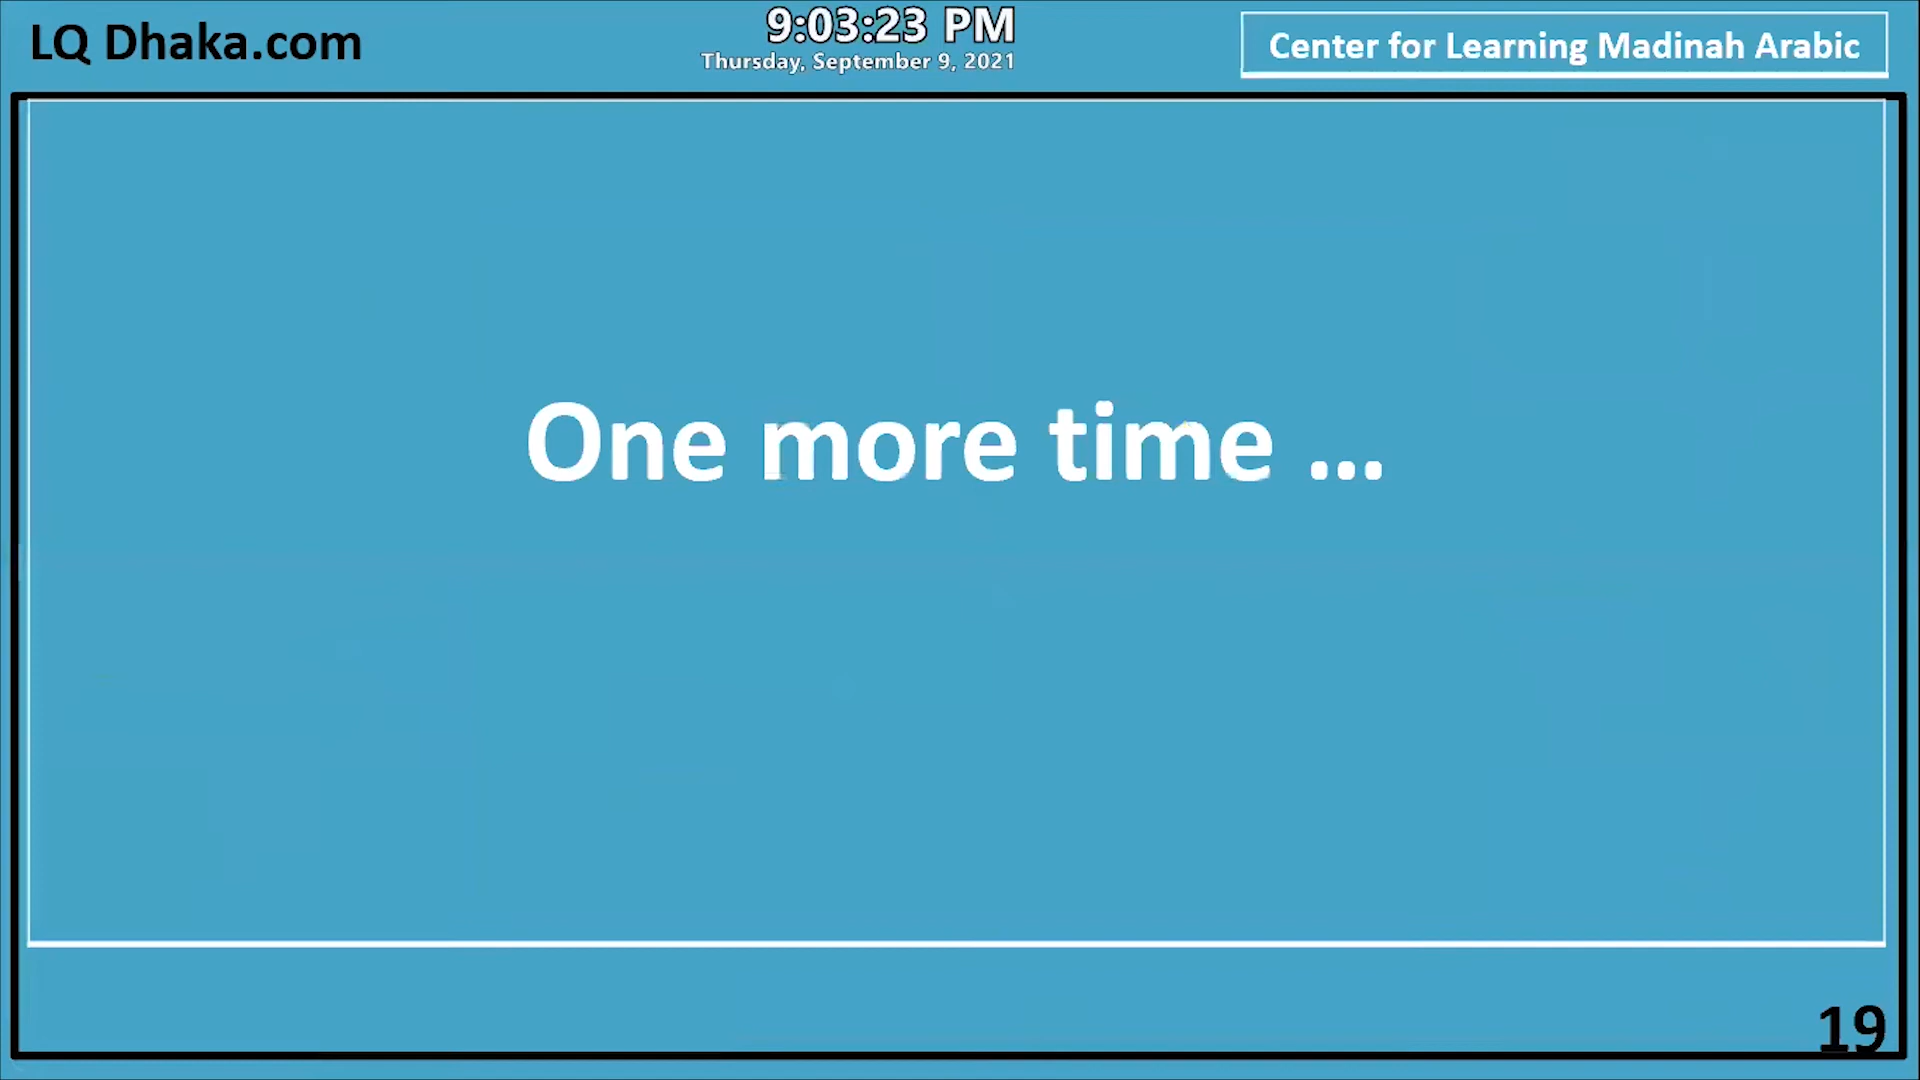 LQ Dhaka.com
9:03:23 PM
Thursday, September 9, 2021
Center for Learning Madinah Arabic
One more time ...
19